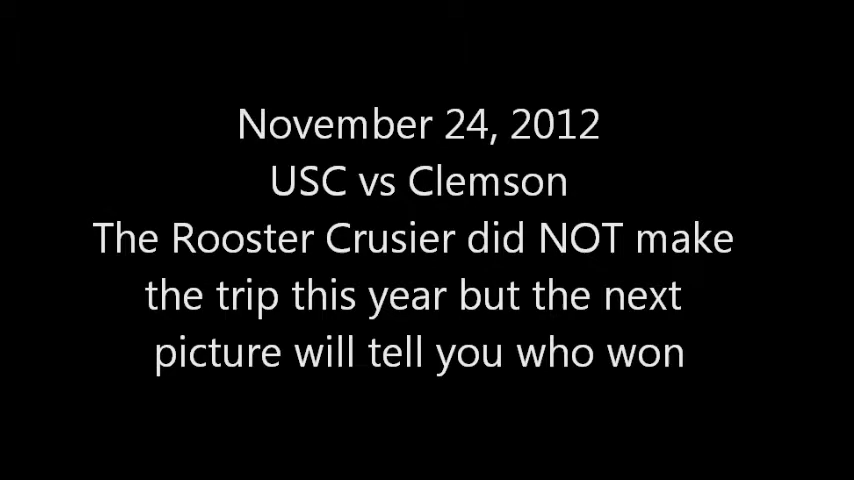 November 24, 2012
USC vs Clemson
The Rooster Crusier did NOT make
the trip this year but the next
picture will tell you who won